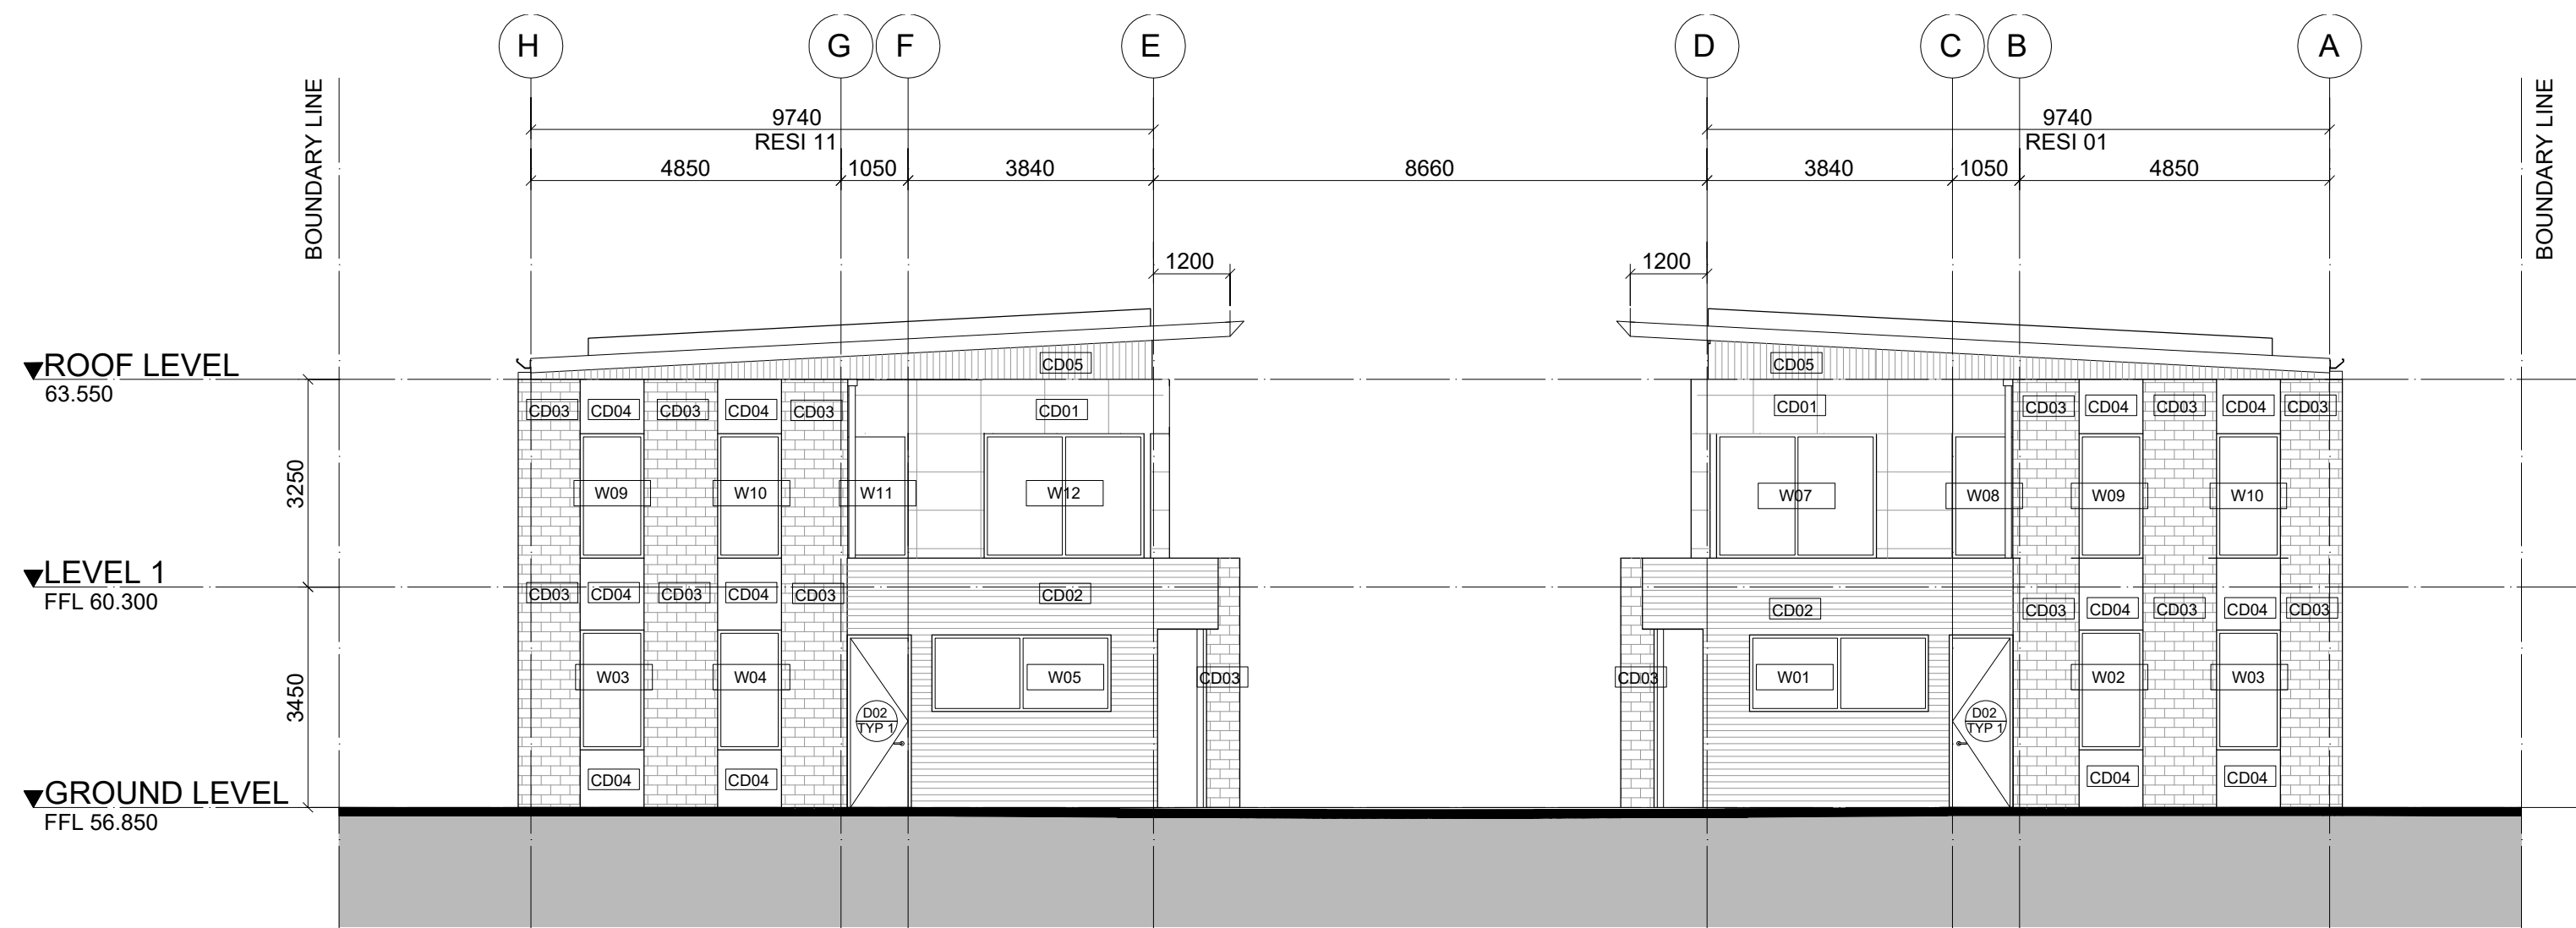 H G F E D C B A
BOUNDARY LINE
BOUNDARY LINE
9740 9740
RESI 11 RESI 01
4850 1050 3840 8660 3840 1050 4850
1200 1200
ROOF LEVEL
63.550
CD05 CD05
CD03 CD04 CD03 CD04 CD03 CD01 CD01 CD03 CD04 CD03 CD04 CD03
3250
W09 W10 W11 W12 W07 W08 W09 W10
LEVEL 1
FFL 60.300
CD03 CD04 CD03 CD04 CD03 CD02 CD02 CD03 CD04 CD03 CD04 CD03
3450
W03 W04 W05 CD03 CD03 W01 W02 W03
D02 D02
TYP 1 TYP 1
CD04 CD04 CD04 CD04
GROUND LEVEL
FFL 56.850